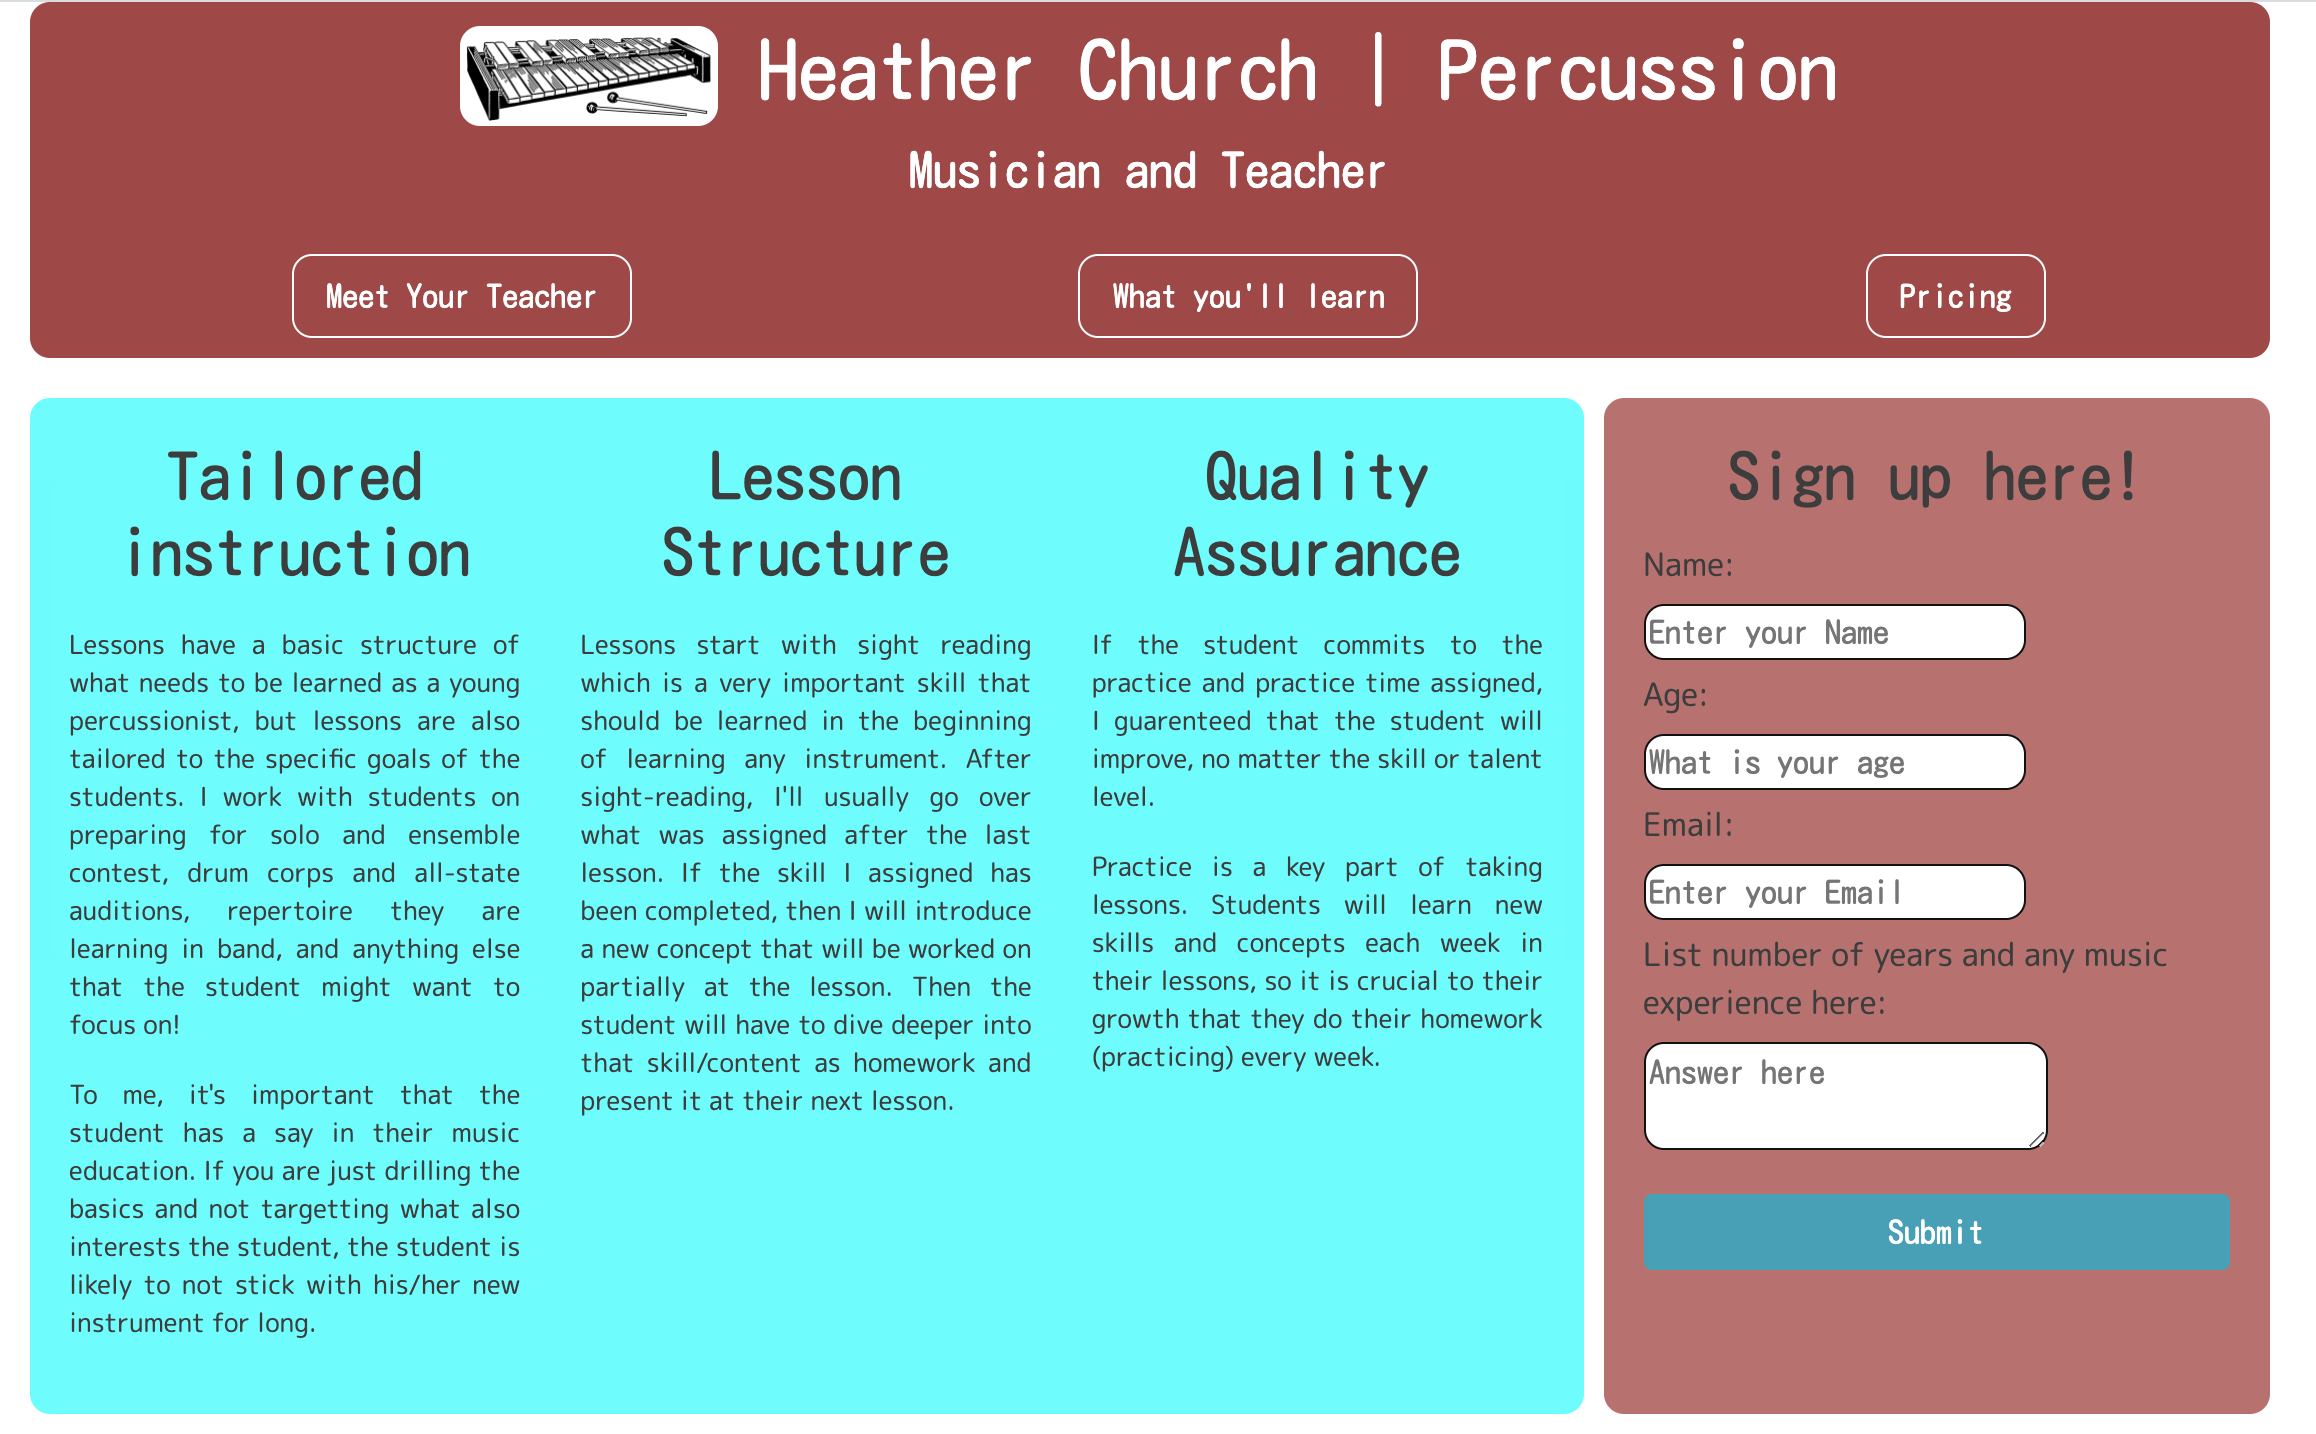 Heather Church | Percussion
Musician and Teacher
Meet Your Teacher
What you'll learn
Pricing
Tailored
instruction
Lessons have a basic structure of
what needs to be learned as a young
percussionist, but lessons are also
tailored to the specific goals of the
students. I work with students on
preparing for solo and ensemble
contest, drum corps and all-state
auditions, repertoire they are
learning in band, and anything else
that the student might want to
focus on!
To me, it's important that the
student has a say in their music
education. If you are just drilling the
basics and not targetting what also
interests the student, the student is
likely to not stick with his/her new
instrument for long.
Lesson
Structure
Lessons start with sight reading
which is a very important skill that
should be learned in the beginning
of learning any instrument. After
sight-reading, I'll usually go over
what was assigned after the last
lesson. If the skill I assigned has
been completed, then I will introduce
a new concept that will be worked on
partially at the lesson. Then the
student will have to dive deeper into
that skill/content as homework and
present it at their next lesson.
Quality
Assurance
If the student commits to the
practice and practice time assigned,
I guarenteed that the student will
improve, no matter the skill or talent
level.
Practice is a key part of taking
lessons. Students will learn new
skills and concepts each week in
their lessons, so it is crucial to their
growth that they do their homework
(practicing) every week.
Sign up here!
Name:
Enter your Name
Age:
What is your age
Email:
Enter your Email
List number of years and any music
experience here:
Answer here
Submit